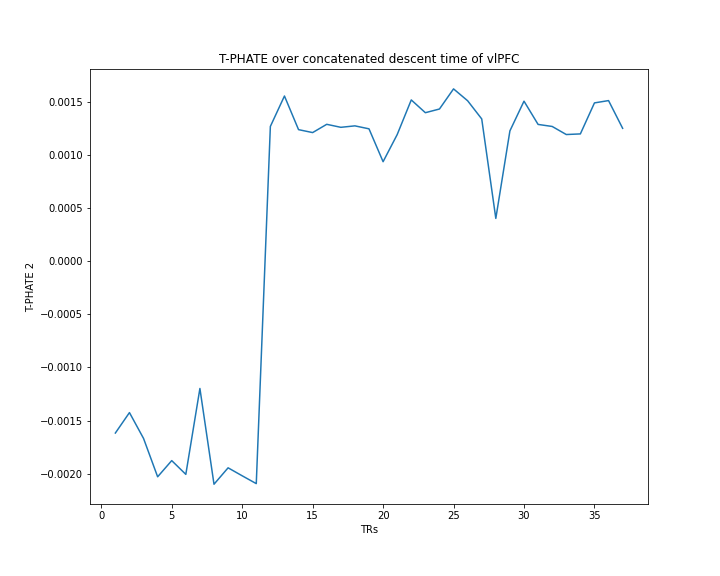 T-PHATE over concatenated descent time of vlPFC
0.0015
0.0010
0.0005
0.0000
−0.0005
−0.0010
−0.0015
−0.0020
T-PHATE 2
0 5 10 15 20 25 30 35
TRs